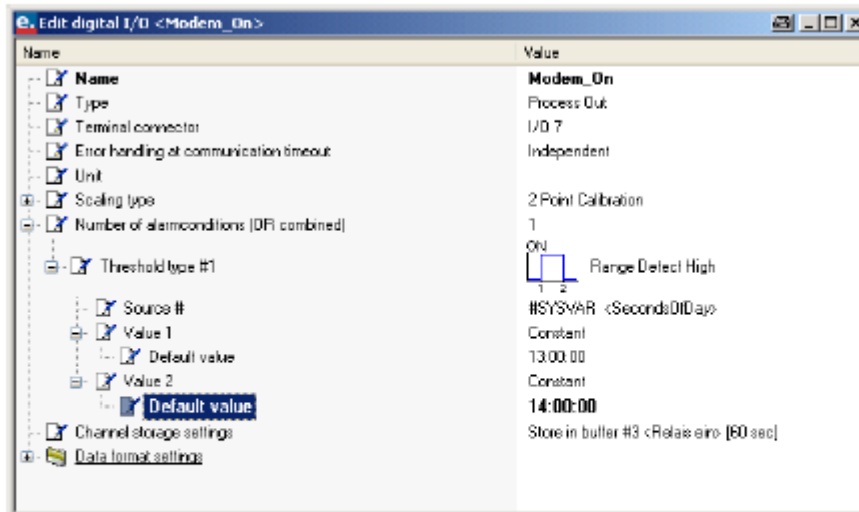 e. Edit digital I/O <Modem_On>
Name Value
Name Modem_On
Type Process Out
Terminal connector I/O 7
Error handling at communication timeout Independent
Unit
Scaling type 2 Point Calibration
Number of alarmconditions (OR combined) 1
ON
Threshold type #1 Range Detect High
1 2
Source # #SYSVAR <SecondsOfDay>
Value 1 Constant
Default value 13:00:00
Value 2 Constant
Default value 14:00:00
Channel storage settings Store in buffer #3 <Relais ein> [60 sec]
Data format settings